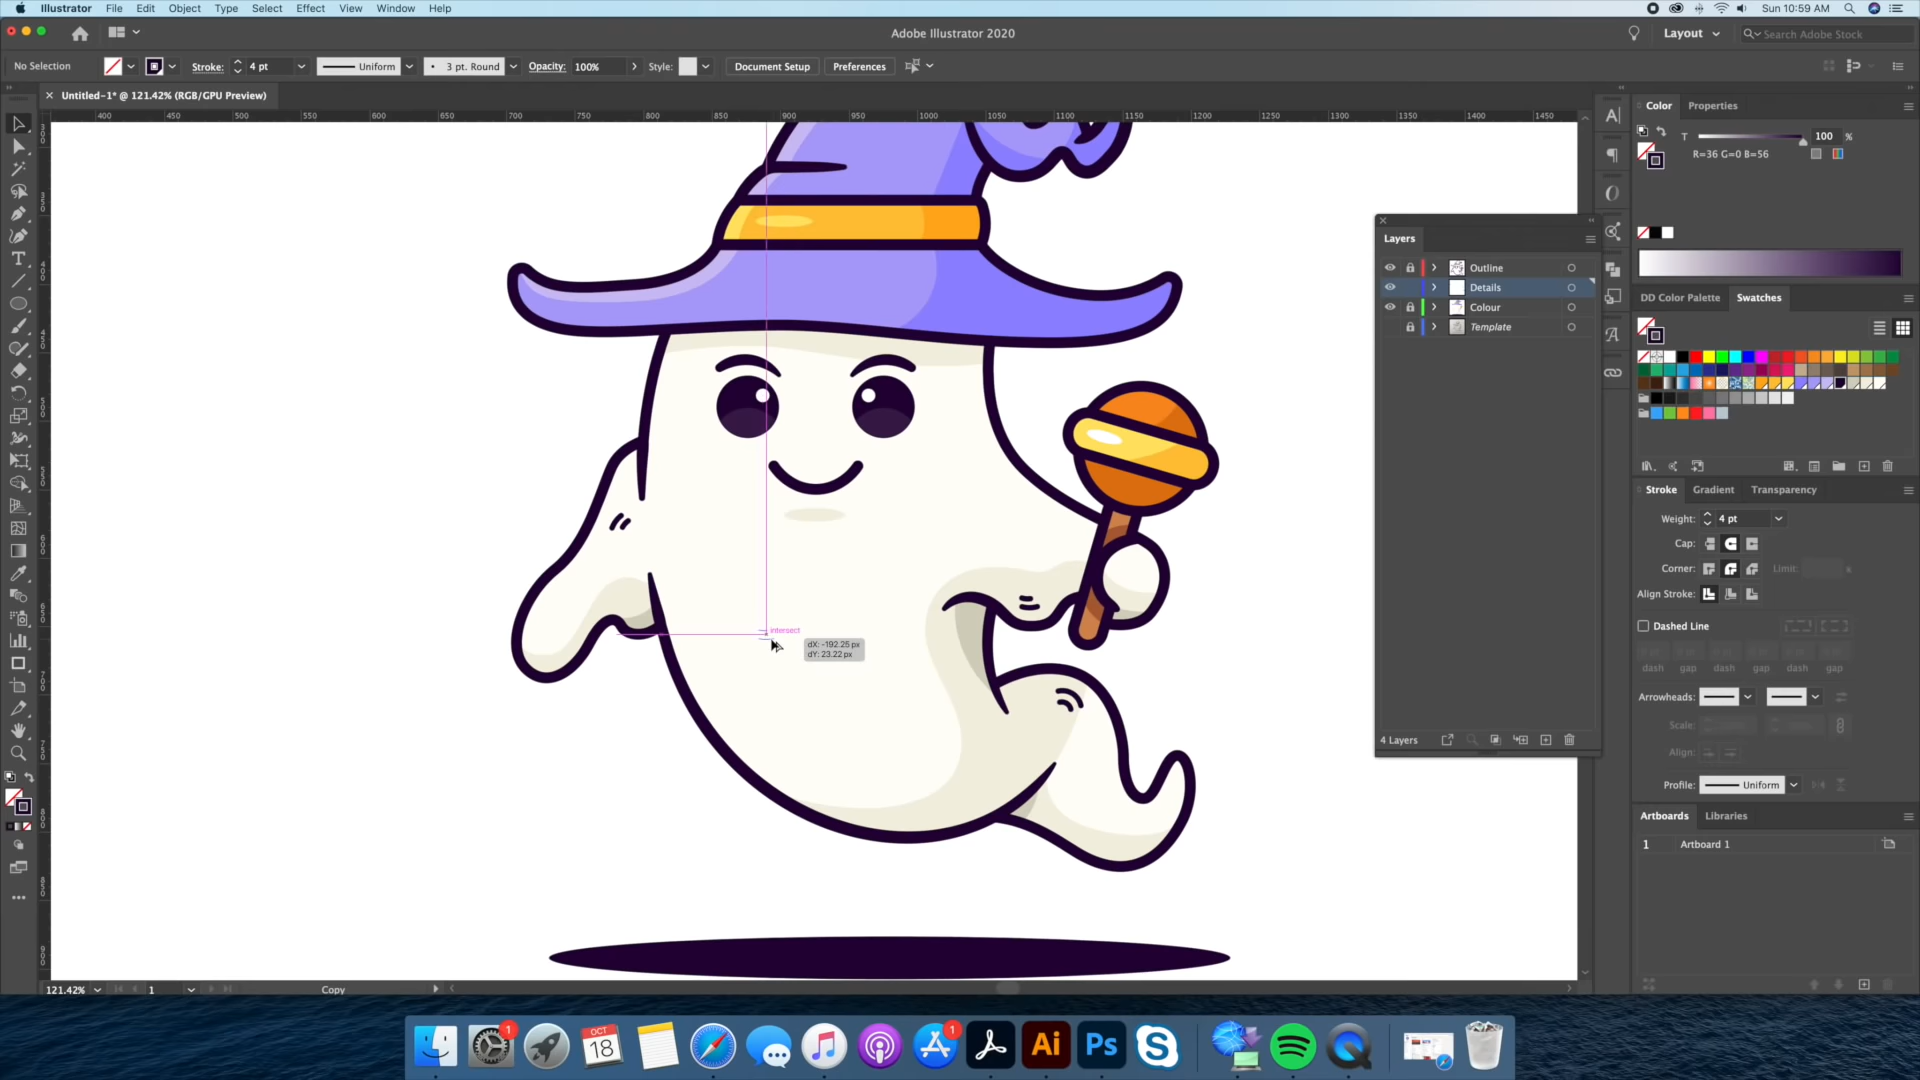 Illustrator File Edit Object Type Select Effect View Window Help
Sun 10:59 AM
Adobe Illustrator 2020
Layout
Search Adobe Stock
No Selection
Stroke:
4 pt
Uniform
3 pt. Round
Opacity:
100%
Style:
Document Setup
Preferences
Untitled-1* @ 121.42% (RGB/GPU Preview)
400 450 500 550 600 650 700 750 800 850 900 950 1000 1050 1100 1150 1200 1250 1300 1350 1400 1450
intersect
dX: -192.25 px
dY: 23.22 px
Layers
Outline
Details
Colour
Template
4 Layers
Color Properties
T
100 %
R=36 G=0 B=56
DD Color Palette Swatches
Stroke Gradient Transparency
Weight:
4 pt
Cap:
Corner:
Limit:
Align Stroke:
Dashed Line
dash gap dash gap dash gap
Arrowheads:
Scale:
Align:
Profile:
Uniform
Artboards Libraries
1 Artboard 1
121.42%
1
Copy
1
OCT
18
1
Ai
Ps